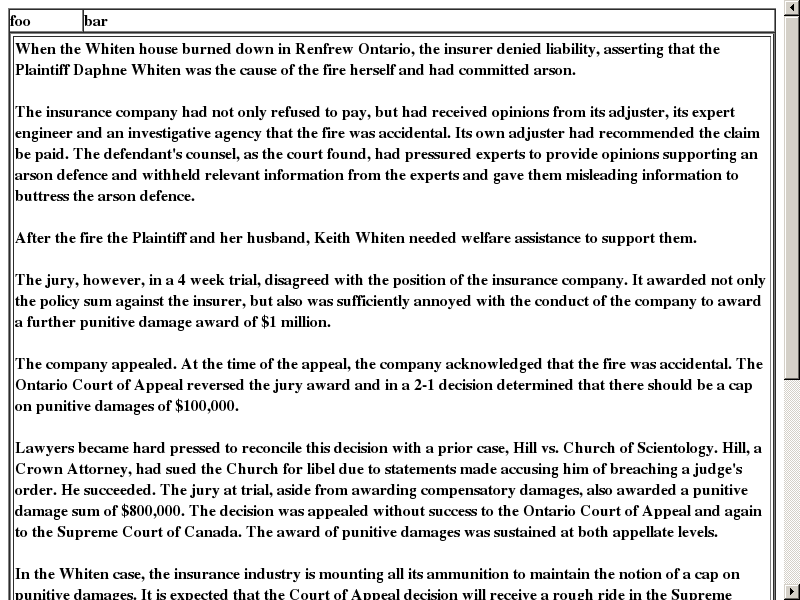 foo bar
When the Whiten house burned down in Renfrew Ontario, the insurer denied liability, asserting that the
Plaintiff Daphne Whiten was the cause of the fire herself and had committed arson.
The insurance company had not only refused to pay, but had received opinions from its adjuster, its expert
engineer and an investigative agency that the fire was accidental. Its own adjuster had recommended the claim
be paid. The defendant's counsel, as the court found, had pressured experts to provide opinions supporting an
arson defence and withheld relevant information from the experts and gave them misleading information to
buttress the arson defence.
After the fire the Plaintiff and her husband, Keith Whiten needed welfare assistance to support them.
The jury, however, in a 4 week trial, disagreed with the position of the insurance company. It awarded not only
the policy sum against the insurer, but also was sufficiently annoyed with the conduct of the company to award
a further punitive damage award of $1 million.
The company appealed. At the time of the appeal, the company acknowledged that the fire was accidental. The
Ontario Court of Appeal reversed the jury award and in a 2-1 decision determined that there should be a cap
on punitive damages of $100,000.
Lawyers became hard pressed to reconcile this decision with a prior case, Hill vs. Church of Scientology. Hill, a
Crown Attorney, had sued the Church for libel due to statements made accusing him of breaching a judge's
order. He succeeded. The jury at trial, aside from awarding compensatory damages, also awarded a punitive
damage sum of $800,000. The decision was appealed without success to the Ontario Court of Appeal and again
to the Supreme Court of Canada. The award of punitive damages was sustained at both appellate levels.
In the Whiten case, the insurance industry is mounting all its ammunition to maintain the notion of a cap on
punitive damages. It is expected that the Court of Appeal decision will receive a rough ride in the Supreme